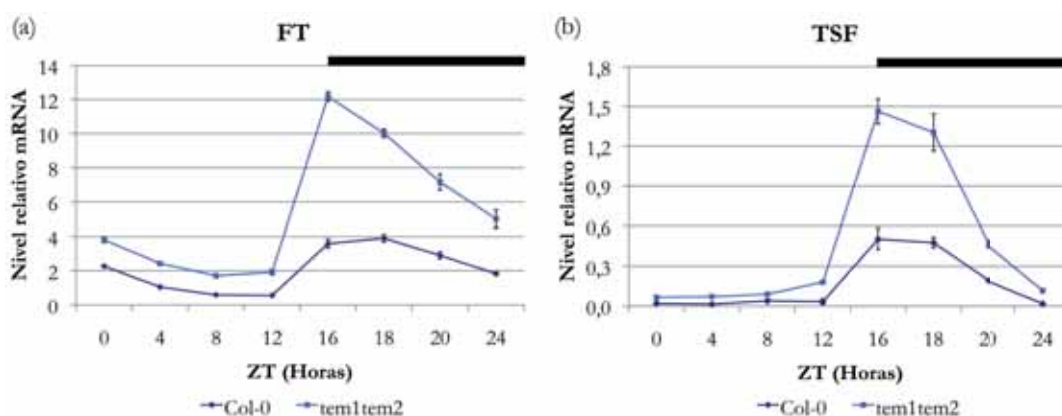 (a)
FT
Nivel relativo mRNA
14
12
10
8
6
4
2
0
0 4 8 12 16 18 20 24
ZT (Horas)
Col-0 tem1tem2
(b)
TSF
Nivel relativo mRNA
1,8
1,5
1,2
0,9
0,6
0,3
0,0
0 4 8 12 16 18 20 24
ZT (Horas)
Col-0 tem1tem2